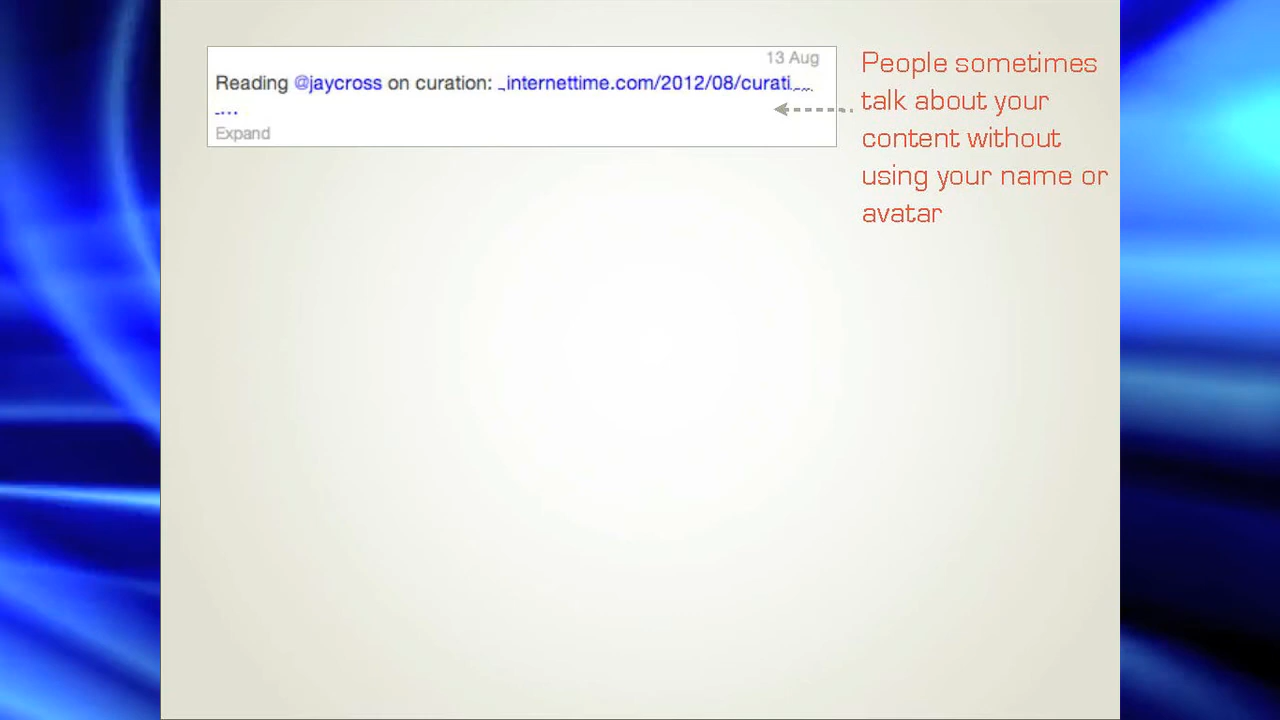 13 Aug
Reading @jaycross on curation: internettime.com/2012/08/curati...
...
Expand
People sometimes
talk about your
content without
using your name or
avatar